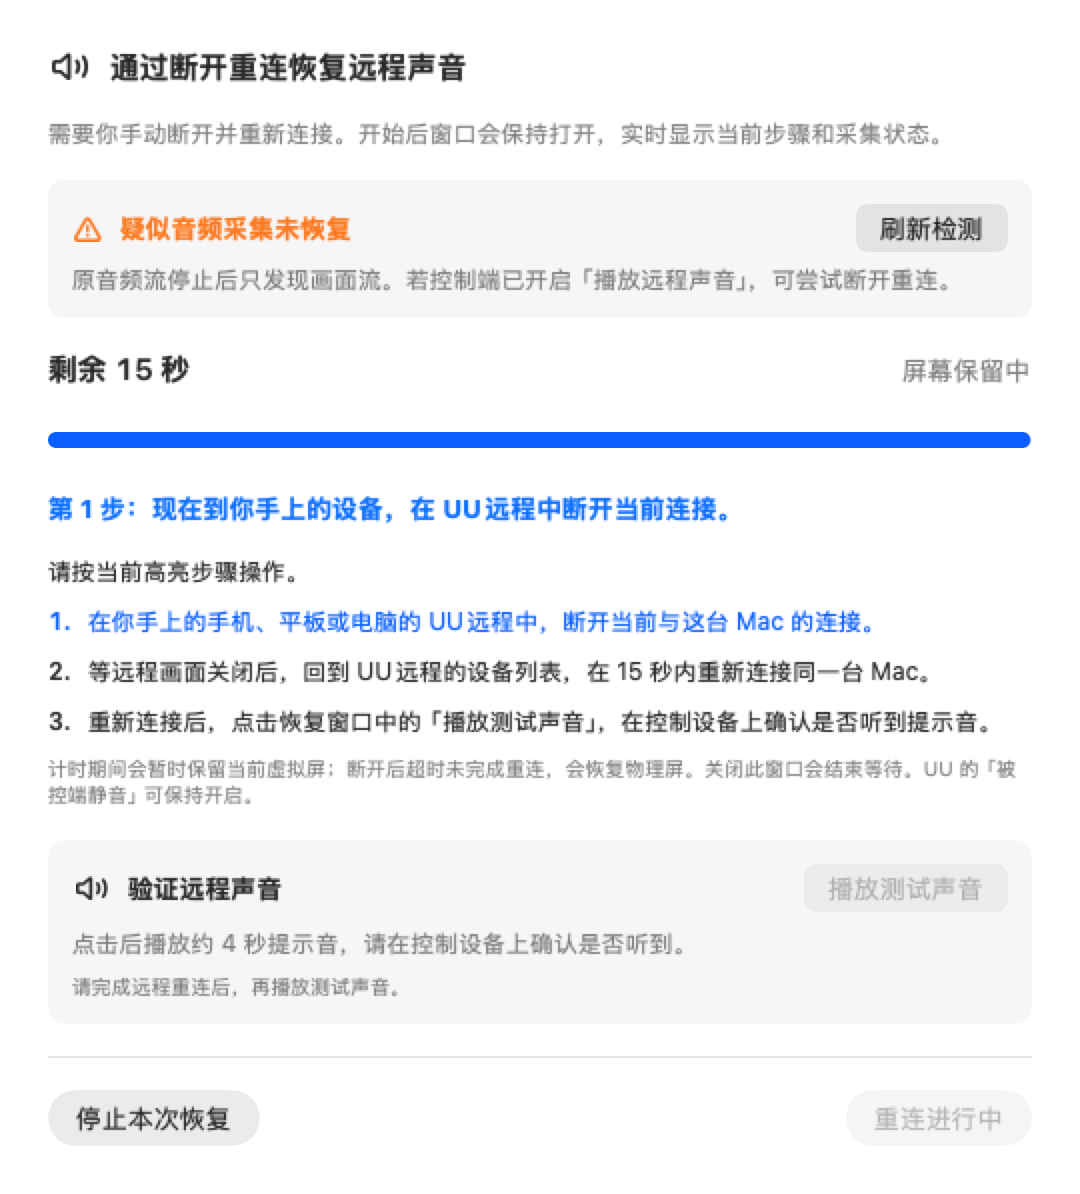 通过断开重连恢复远程声音
需要你手动断开并重新连接。开始后窗口会保持打开，实时显示当前步骤和采集状态。
疑似音频采集未恢复
刷新检测
原音频流停止后只发现画面流。若控制端已开启「播放远程声音」，可尝试断开重连。
剩余 15 秒
屏幕保留中
第 1 步：现在到你手上的设备，在 UU 远程中断开当前连接。
请按当前高亮步骤操作。
1. 在你手上的手机、平板或电脑的 UU 远程中，断开当前与这台 Mac 的连接。
2. 等远程画面关闭后，回到 UU 远程的设备列表，在 15 秒内重新连接同一台 Mac。
3. 重新连接后，点击恢复窗口中的「播放测试声音」，在控制设备上确认是否听到提示音。
计时期间会暂时保留当前虚拟屏；断开后超时未完成重连，会恢复物理屏。关闭此窗口会结束等待。UU 的「被
控端静音」可保持开启。
验证远程声音
播放测试声音
点击后播放约 4 秒提示音，请在控制设备上确认是否听到。
请完成远程重连后，再播放测试声音。
停止本次恢复
重连进行中